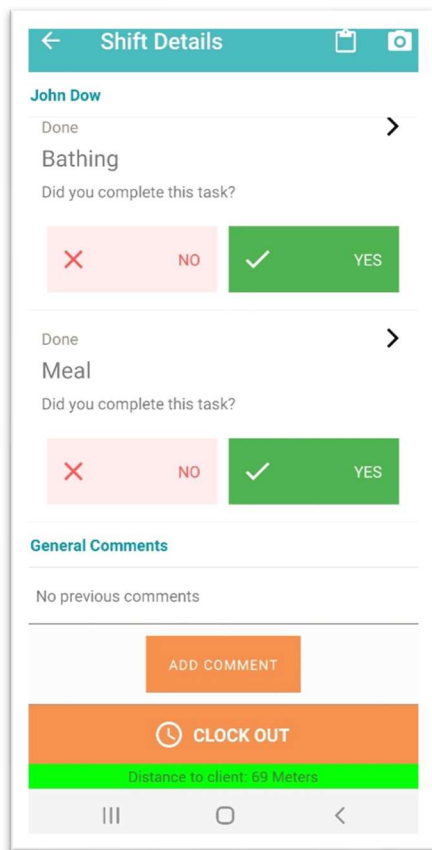 Shift Details
John Dow
Done
Bathing
Did you complete this task?
NO YES
Done
Meal
Did you complete this task?
NO YES
General Comments
No previous comments
ADD COMMENT
CLOCK OUT
Distance to client: 69 Meters